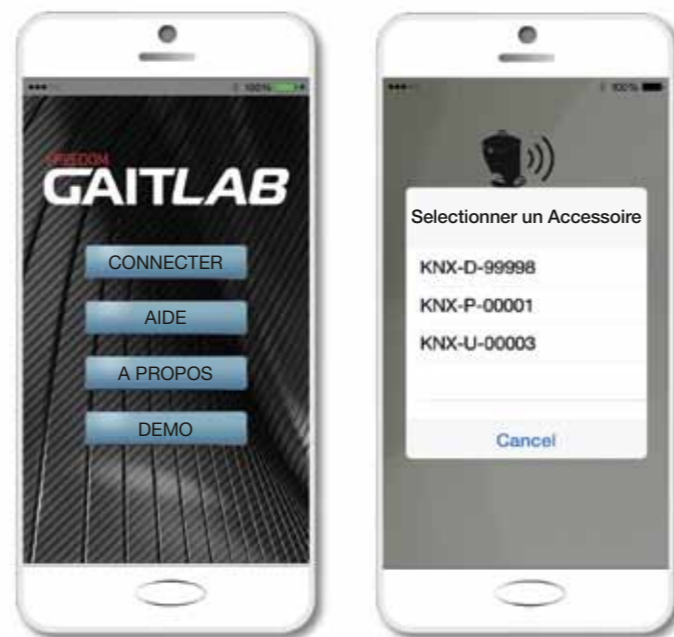 100%
FREEDOM
GAITLAB
CONNECTER
AIDE
A PROPOS
DEMO
100%
Selectionner un Accessoire
KNX-D-99998
KNX-P-00001
KNX-U-00003
Cancel